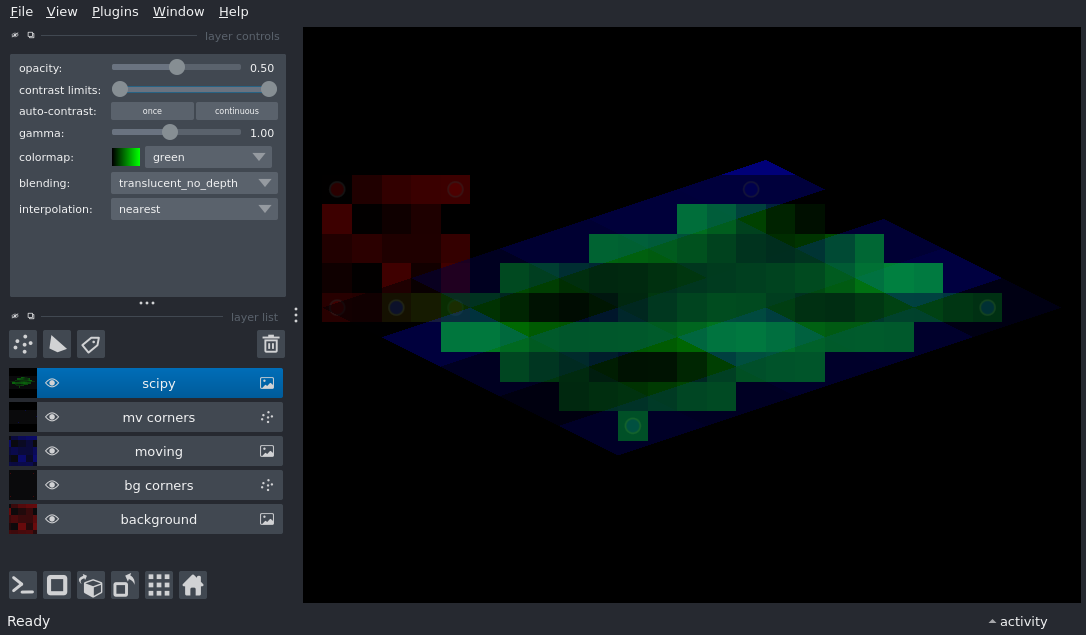 File View Plugins Window Help
layer controls
opacity: 0.50
contrast limits:
auto-contrast: once continuous
gamma: 1.00
colormap: green
blending: translucent_no_depth
interpolation: nearest
layer list
scipy
mv corners
moving
bg corners
background
Ready activity